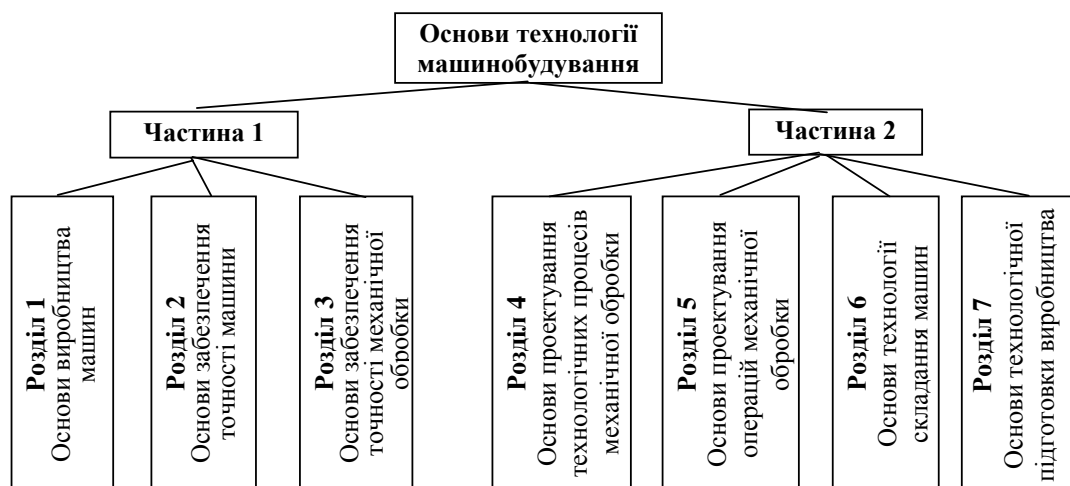 Основи технології
машинобудування
Частина 1
Частина 2
Розділ 1
Основи виробництва
машин
Розділ 2
Основи забезпечення
точності машини
Розділ 3
Основи забезпечення
точності механічної
обробки
Розділ 4
Основи проектування
технологічних процесів
механічної обробки
Розділ 5
Основи проектування
операцій механічної
обробки
Розділ 6
Основи технології
складання машин
Розділ 7
Основи технологічної
підготовки виробництва